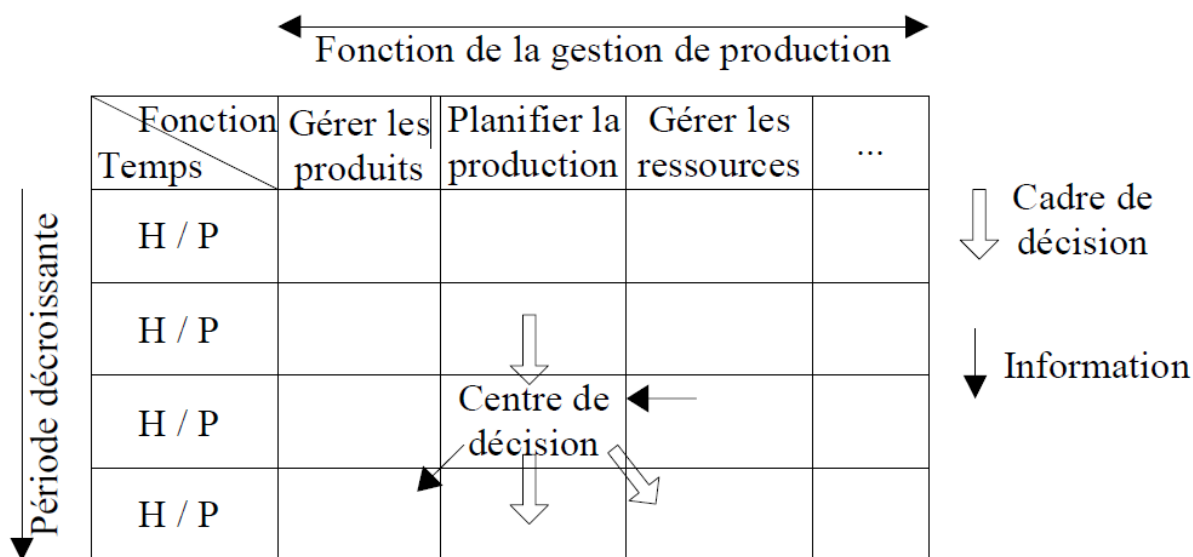 Fonction de la gestion de production
Fonction
Temps
Gérer les
produits
Planifier la
production
Gérer les
ressources
...
Période décroissante
H / P
H / P
H / P
Centre de
décision
H / P
Cadre de
décision
Information